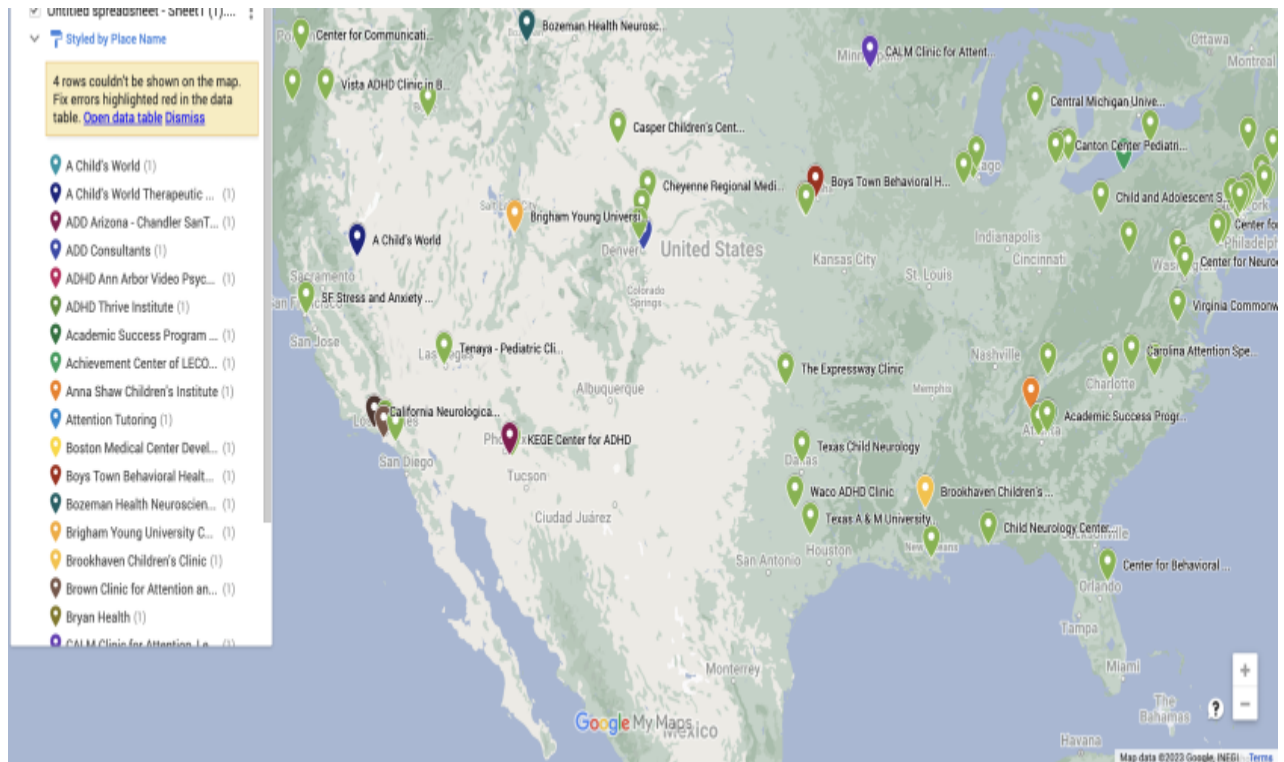 Untitled spreadsheet - Sheet1 (1)....
Styled by Place Name
4 rows couldn't be shown on the map.
Fix errors highlighted red in the data
table. Open data table Dismiss
A Child's World (1)
A Child's World Therapeutic ... (1)
ADD Arizona - Chandler SanT... (1)
ADD Consultants (1)
ADHD Ann Arbor Video Psyc... (1)
ADHD Thrive Institute (1)
Academic Success Program ... (1)
Achievement Center of LECO... (1)
Anna Shaw Children's Institute (1)
Attention Tutoring (1)
Boston Medical Center Devel... (1)
Boys Town Behavioral Healt... (1)
Bozeman Health Neuroscien... (1)
Brigham Young University C... (1)
Brookhaven Children's Clinic (1)
Brown Clinic for Attention an... (1)
Bryan Health (1)
CALM Clinic for Attention, Le... (1)
Center for Communicati...
Bozeman Health Neurosc...
CALM Clinic for Attent...
Ottawa
Montreal
Vista ADHD Clinic in B...
Central Michigan Unive...
Casper Children's Cent...
Canton Center Pediatri...
Cheyenne Regional Medi...
Boys Town Behavioral H...
Child and Adolescent S...
Brigham Young Universi...
Center fo
Philadelp
A Child's World
Denver
United States
Kansas City
St. Louis
Indianapolis
Cincinnati
Center for Neuro
Sacramento
Colorado
Springs
SF Stress and Anxiety ...
San Jose
Virginia Commonw
Tenaya - Pediatric Cli...
The Expressway Clinic
Nashville
Carolina Attention Spe...
Albuquerque
Memphis
Charlotte
California Neurologica...
Academic Success Progr...
KEGE Center for ADHD
San Diego
Tucson
Texas Child Neurology
Dallas
Waco ADHD Clinic
Brookhaven Children's ...
Ciudad Juárez
Texas A & M University...
Child Neurology Center...
San Antonio
Houston
Center for Behavioral ...
Orlando
Tampa
Miami
Monterrey
The
Bahamas
Google My Maps
Mexico
Havana
Map data ©2023 Google, INEGI Terms